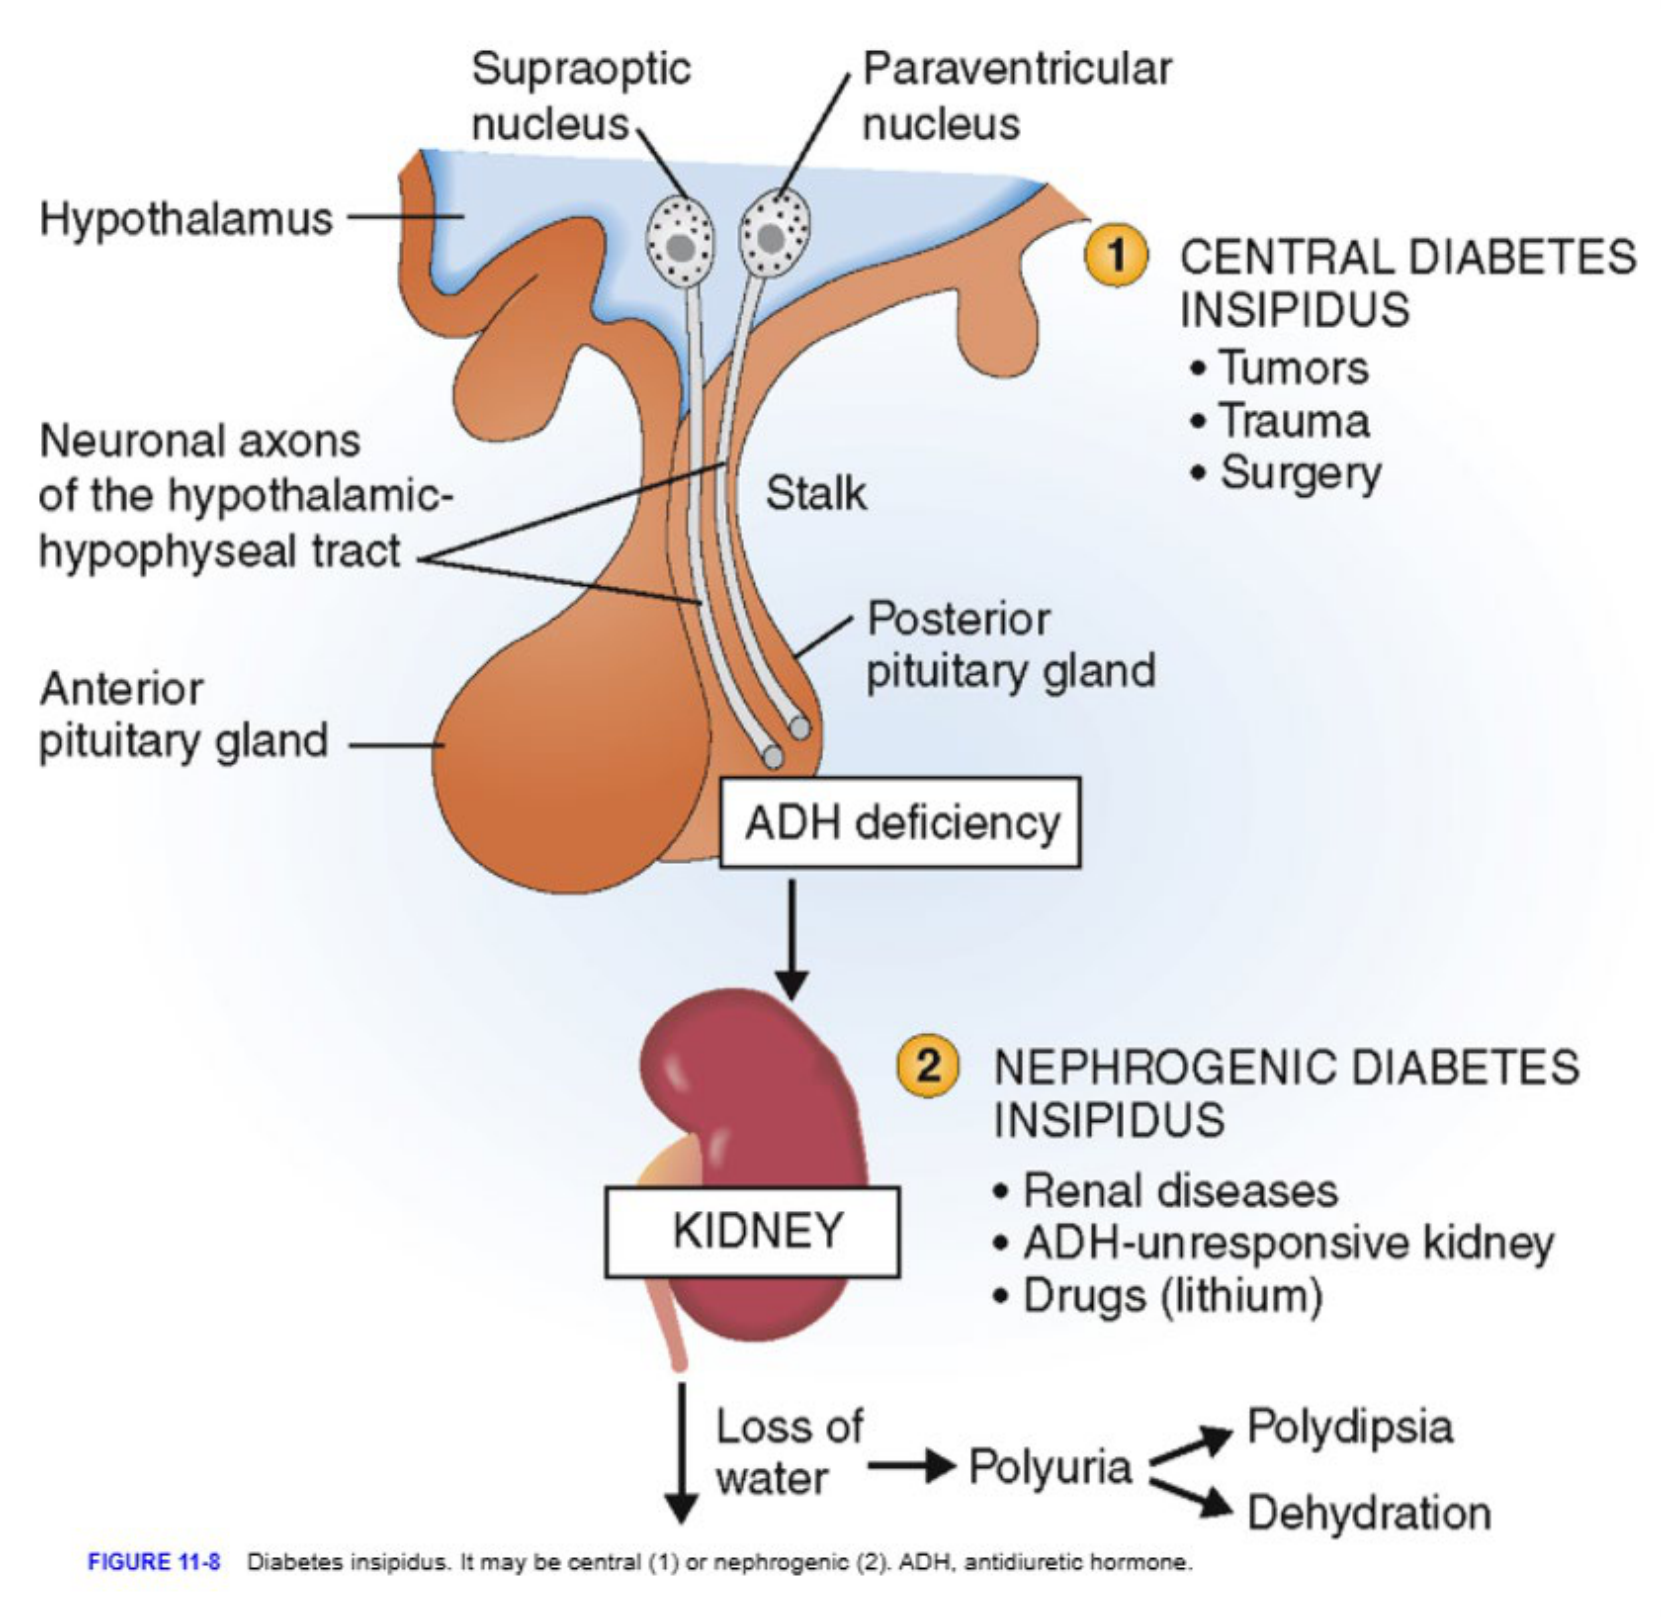 Supraoptic
nucleus
Paraventricular
nucleus
Hypothalamus
1
CENTRAL DIABETES
INSIPIDUS
• Tumors
• Trauma
• Surgery
Neuronal axons
of the hypothalamic-
hypophyseal tract
Stalk
Posterior
pituitary gland
Anterior
pituitary gland
ADH deficiency
2
NEPHROGENIC DIABETES
INSIPIDUS
• Renal diseases
• ADH-unresponsive kidney
• Drugs (lithium)
KIDNEY
Loss of
water
Polyuria
Polydipsia
Dehydration
FIGURE 11-8 Diabetes insipidus. It may be central (1) or nephrogenic (2). ADH, antidiuretic hormone.